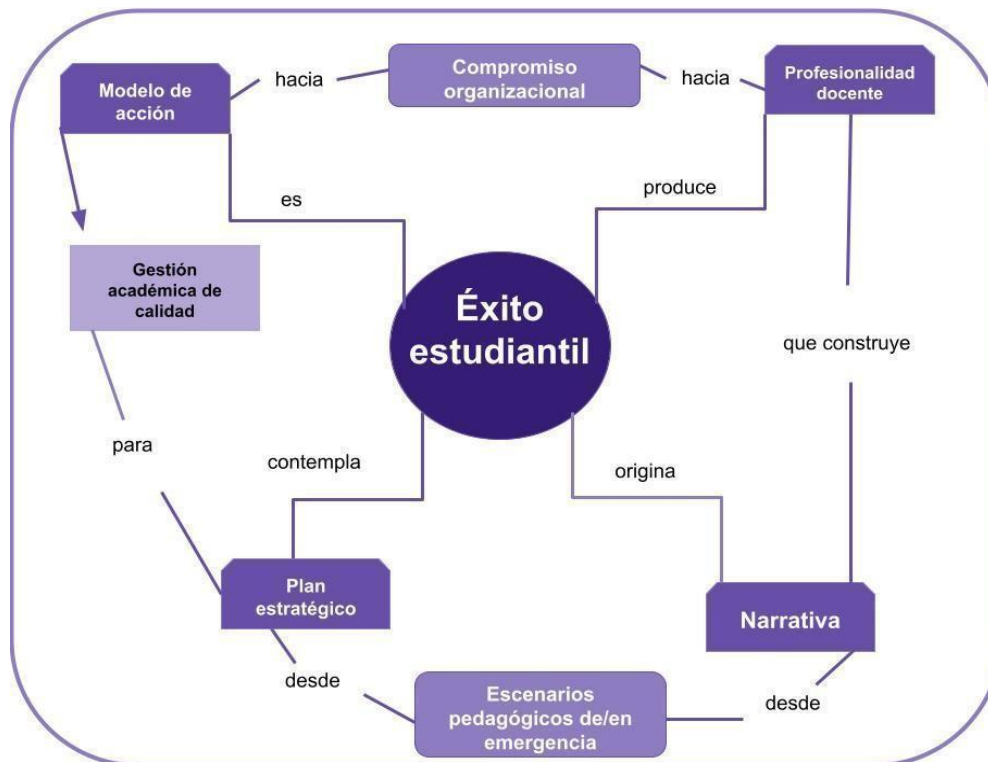 Modelo de
acción
hacia
Compromiso
organizacional
hacia
Profesionalidad
docente
es
produce
Gestión
académica de
calidad
Éxito
estudiantil
que construye
para
contempla
origina
Plan
estratégico
Narrativa
desde
Escenarios
pedagógicos de/en
emergencia
desde